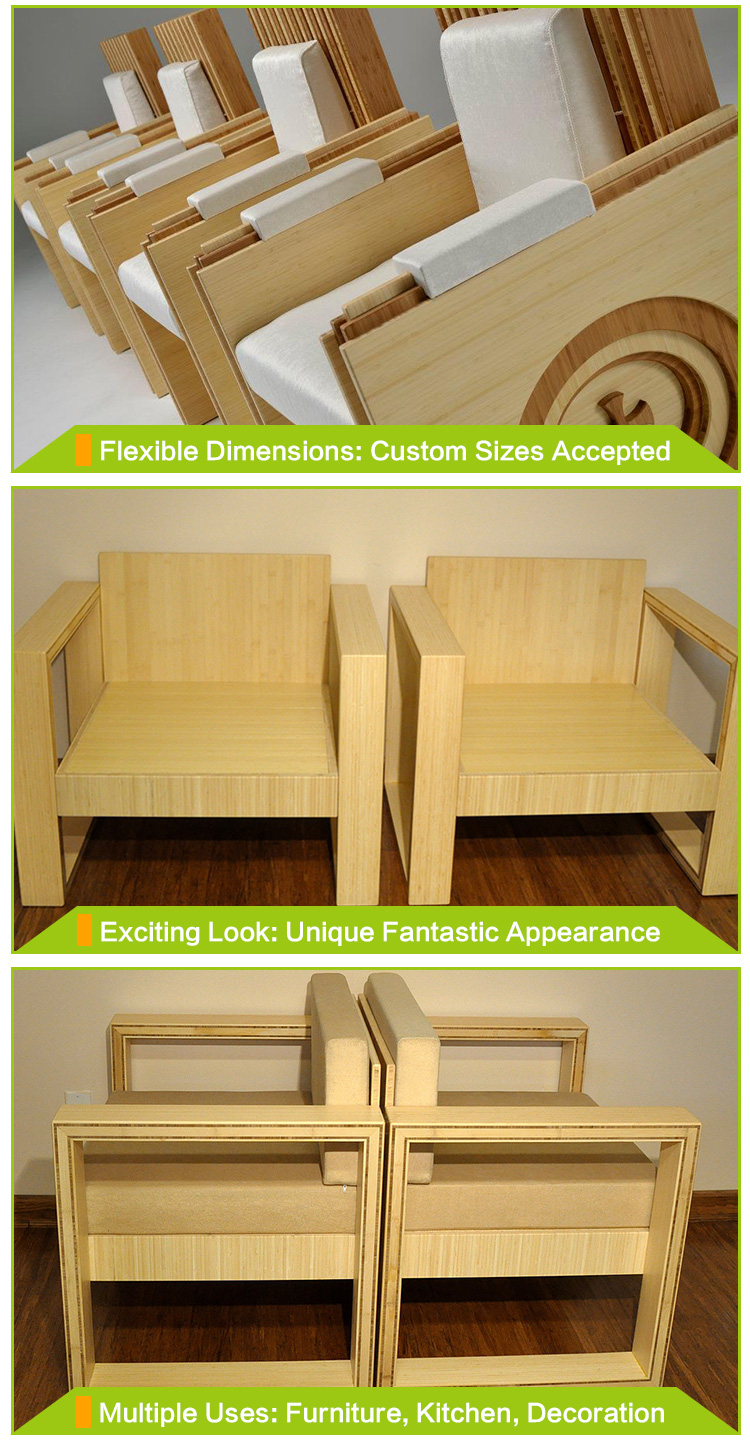 Flexible Dimensions: Custom Sizes Accepted
Exciting Look: Unique Fantastic Appearance
Multiple Uses: Furniture, Kitchen, Decoration